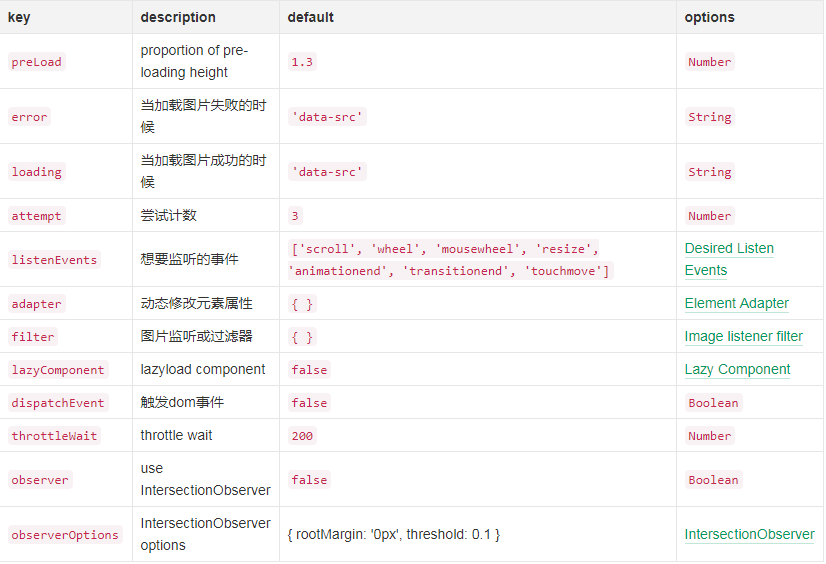 key description default options
preLoad proportion of pre-
loading height 1.3 Number
error 当加载图片失败的时
候 'data-src' String
loading 当加载图片成功的时
候 'data-src' String
attempt 尝试计数 3 Number
listenEvents 想要监听的事件 ['scroll', 'wheel', 'mousewheel', 'resize',
'animationend', 'transitionend', 'touchmove'] Desired Listen
Events
adapter 动态修改元素属性 { } Element Adapter
filter 图片监听或过滤器 { } Image listener filter
lazyComponent lazyload component false Lazy Component
dispatchEvent 触发dom事件 false Boolean
throttleWait throttle wait 200 Number
observer use
IntersectionObserver false Boolean
observerOptions IntersectionObserver
options { rootMargin: '0px', threshold: 0.1 } IntersectionObserver